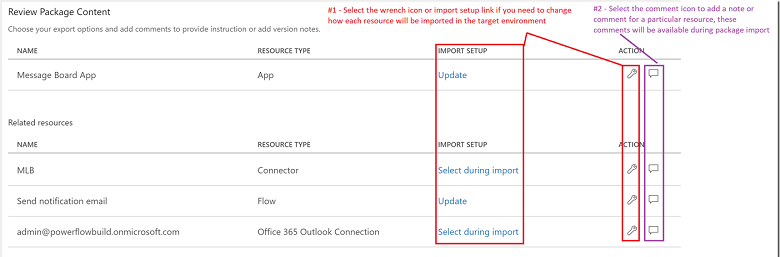 Review Package Content
#1 - Select the wrench icon or import setup link if you need to change
how each resource will be imported in the target environment
#2 - Select the comment icon to add a note or
comment for a particular resource, these
comments will be available during package import
Choose your export options and add comments to provide instruction or add version notes.
NAME RESOURCE TYPE IMPORT SETUP ACTION
Message Board App App Update
Related resources
NAME RESOURCE TYPE IMPORT SETUP ACTION
MLB Connector Select during import
Send notification email Flow Update
admin@powerflowbuild.onmicrosoft.com Office 365 Outlook Connection Select during import